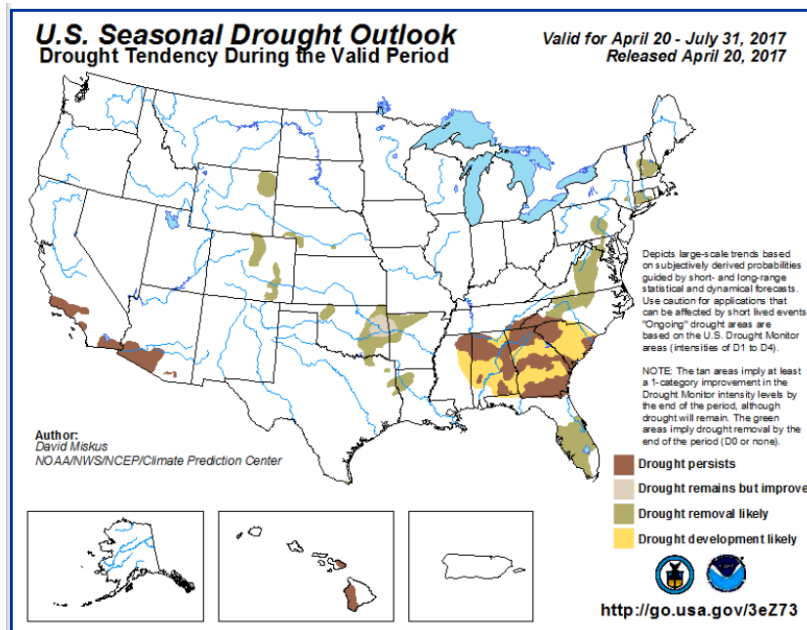 U.S. Seasonal Drought Outlook
Drought Tendency During the Valid Period
Valid for April 20 - July 31, 2017
Released April 20, 2017
Depicts large-scale trends based
on subjectively derived probabilities
guided by short- and long-range
statistical and dynamical forecasts.
Use caution for applications that
can be affected by short lived events.
"Ongoing" drought areas are
based on the U.S. Drought Monitor
areas (intensities of D1 to D4).
NOTE: The tan areas imply at least
a 1-category improvement in the
Drought Monitor intensity levels by
the end of the period, although
drought will remain. The green
areas imply drought removal by the
end of the period (D0 or none).
Author:
David Miskus
NOAA/NWS/NCEP/Climate Prediction Center
Drought persists
Drought remains but improve
Drought removal likely
Drought development likely
http://go.usa.gov/3eZ73